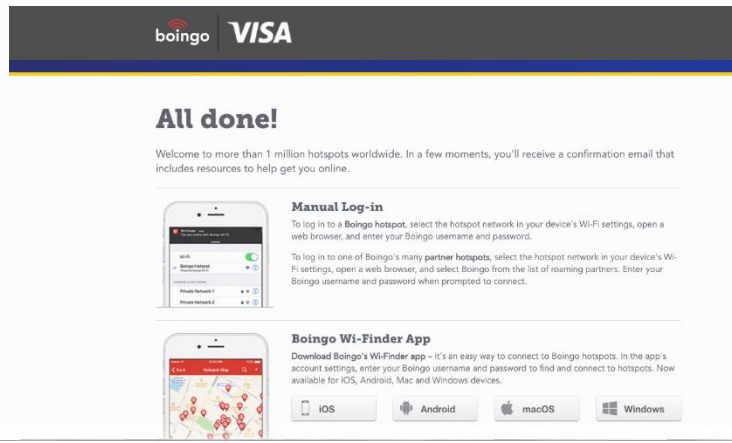 boingo VISA
All done!
Welcome to more than 1 million hotspots worldwide. In a few moments, you'll receive a confirmation email that
includes resources to help get you online.
Manual Log-in
To log in to a Boingo hotspot, select the hotspot network in your device's Wi-Fi settings, open a
web browser, and enter your Boingo username and password.
To log in to one of Boingo's many partner hotspots, select the hotspot network in your device's Wi-
Fi settings, open a web browser, and select Boingo from the list of roaming partners. Enter your
Boingo username and password when prompted to connect.
Wi-Fi
Boingo Hotspot
CHOOSE A NETWORK...
Private Network 1
Private Network 2
Boingo Wi-Finder App
Download Boingo's Wi-Finder app – it's an easy way to connect to Boingo hotspots. In the app's
account settings, enter your Boingo username and password to find and connect to hotspots. Now
available for iOS, Android, Mac and Windows devices.
Back Hotspot Map
iOS Android macOS Windows